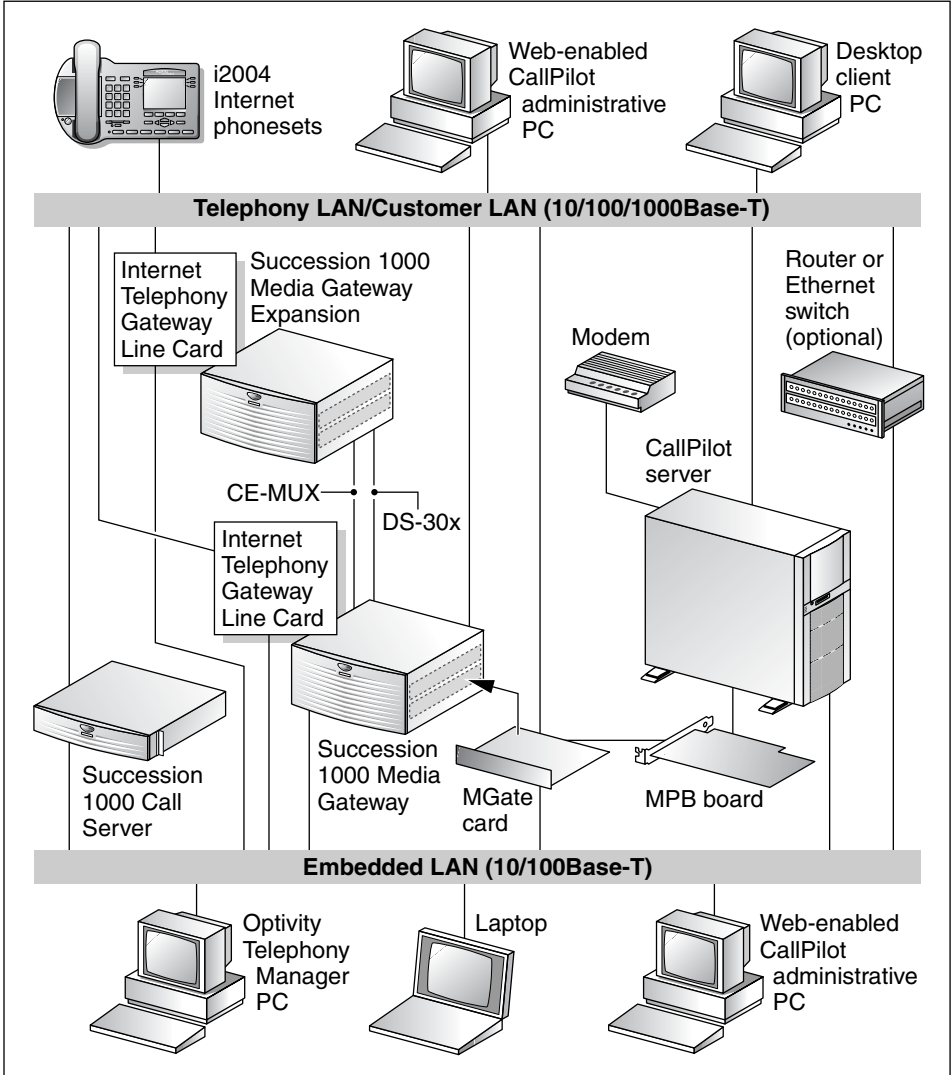 i2004
Internet
phonesets
Web-enabled
CallPilot
administrative
PC
Desktop
client
PC
Telephony LAN/Customer LAN (10/100/1000Base-T)
Internet
Telephony
Gateway
Line Card
Succession 1000
Media Gateway
Expansion
Modem
Router or
Ethernet
switch
(optional)
CallPilot
server
CE-MUX
DS-30x
Internet
Telephony
Gateway
Line Card
Succession
1000 Call
Server
Succession
1000 Media
Gateway
MGate
card
MPB board
Embedded LAN (10/100Base-T)
Optivity
Telephony
Manager
PC
Laptop
Web-enabled
CallPilot
administrative
PC